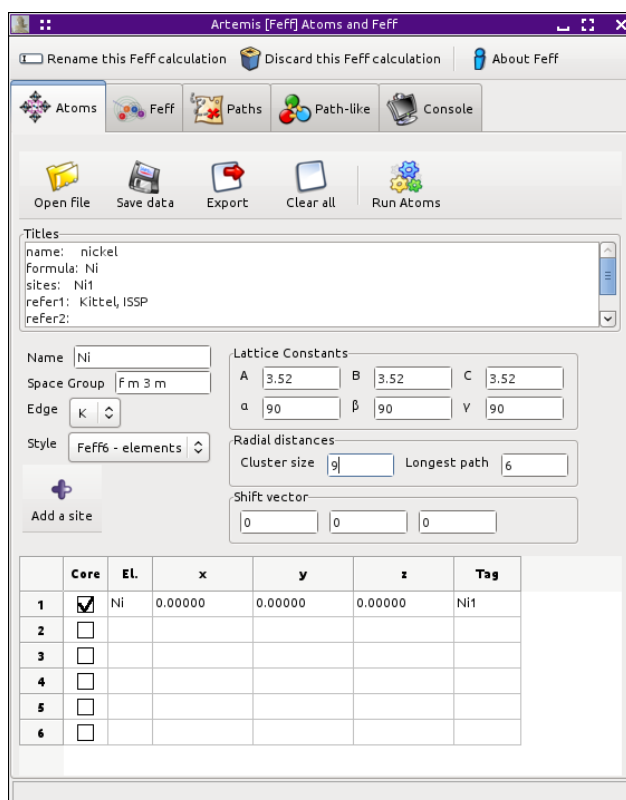 Artemis [Feff] Atoms and Feff
Rename this Feff calculation Discard this Feff calculation About Feff
Atoms Feff Paths Path-like Console
Open file Save data Export Clear all Run Atoms
Titles
name: nickel
formula: Ni
sites: Ni1
refer1: Kittel, ISSP
refer2:
Name Ni
Space Group f m 3 m
Edge K
Style Feff6 - elements
Add a site
Lattice Constants
A 3.52 B 3.52 C 3.52
α 90 β 90 γ 90
Radial distances
Cluster size 9 Longest path 6
Shift vector
0 0 0
Core El. x y z Tag
1 Ni 0.00000 0.00000 0.00000 Ni1
2
3
4
5
6